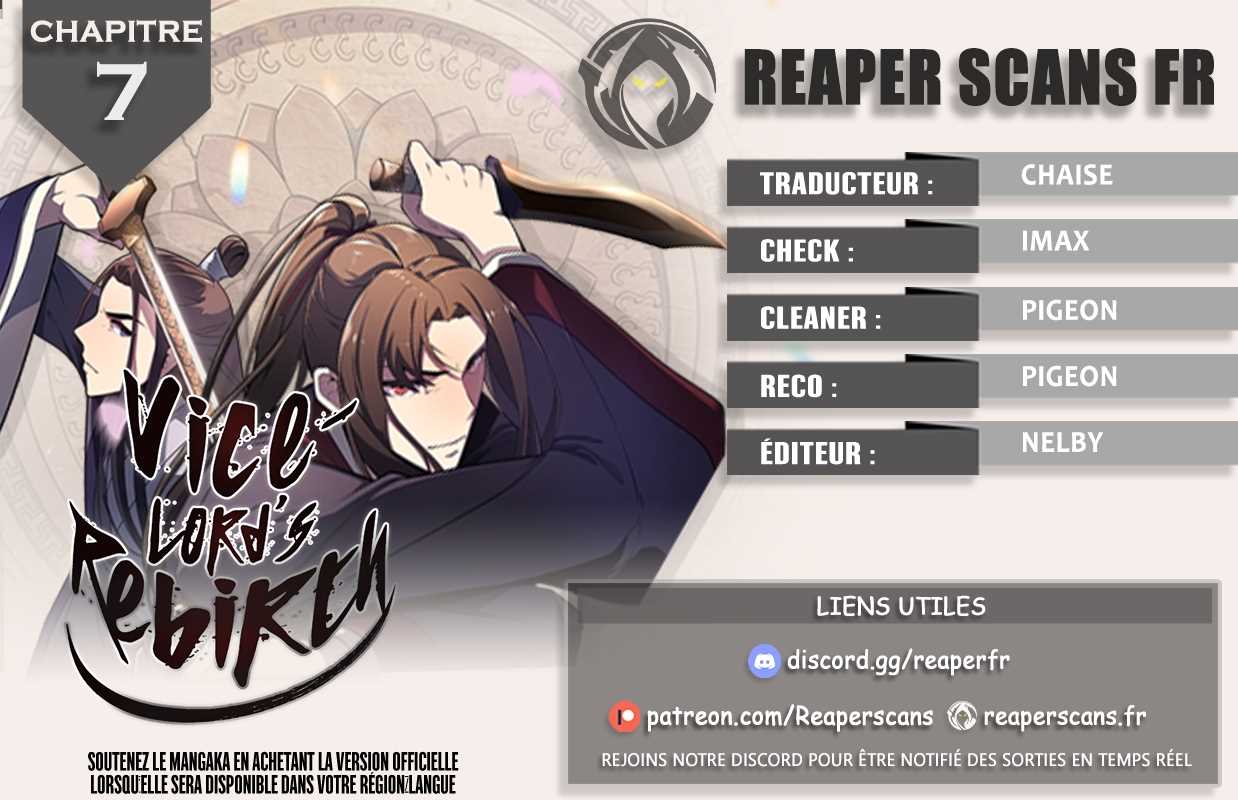 CHAPITRE
7
REAPER SCANS FR
TRADUCTEUR :
CHAISE
CHECK :
IMAX
CLEANER :
PIGEON
RECO :
PIGEON
ÉDITEUR :
NELBY
Vice-
Lord's
Rebirth
LIENS UTILES
discord.gg/reaperfr
patreon.com/Reaperscans reaperscans.fr
REJOINS NOTRE DISCORD POUR ÊTRE NOTIFIÉ DES SORTIES EN TEMPS RÉEL
SOUTENEZ LE MANGAKA EN ACHETANT LA VERSION OFFICIELLE
LORSQU'ELLE SERA DISPONIBLE DANS VOTRE RÉGION/LANGUE